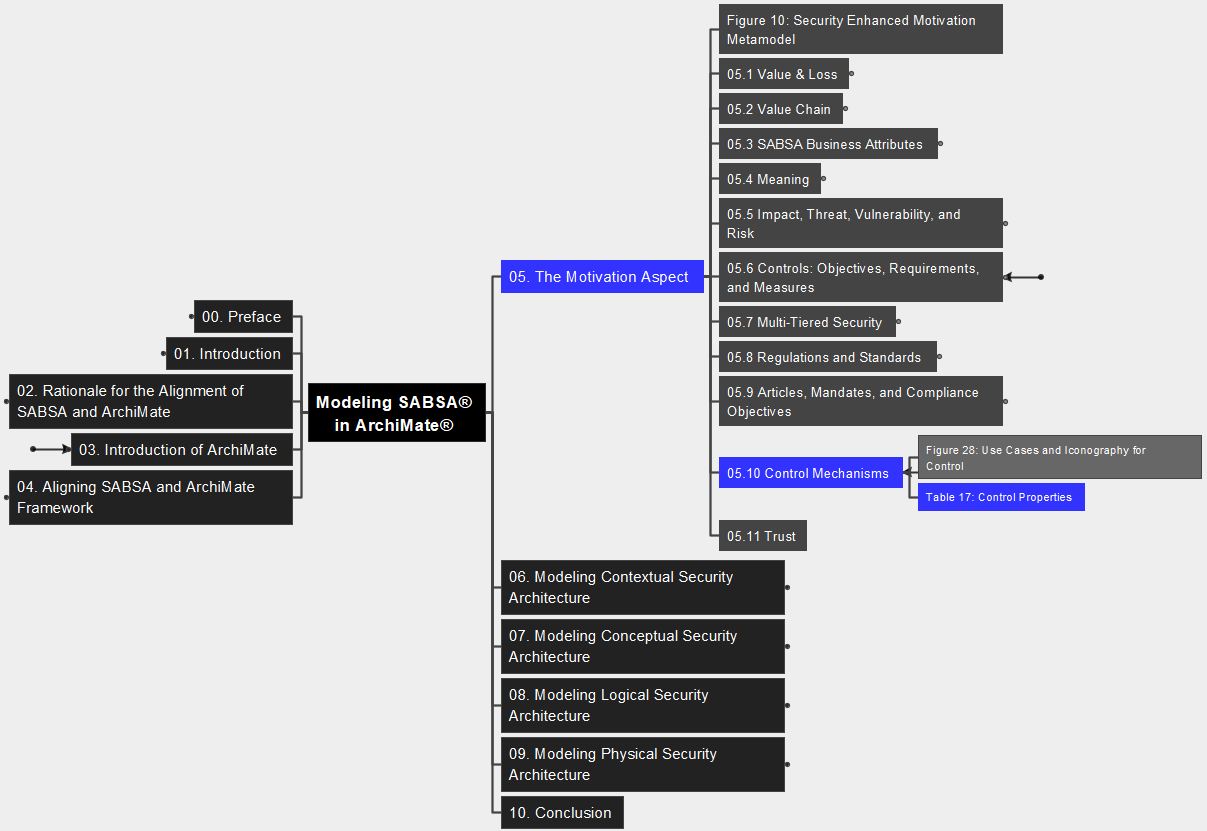 Modeling SABSA®
in ArchiMate®
00. Preface
01. Introduction
02. Rationale for the Alignment of
SABSA and ArchiMate
03. Introduction of ArchiMate
04. Aligning SABSA and ArchiMate
Framework
05. The Motivation Aspect
Figure 10: Security Enhanced Motivation
Metamodel
05.1 Value & Loss
05.2 Value Chain
05.3 SABSA Business Attributes
05.4 Meaning
05.5 Impact, Threat, Vulnerability, and
Risk
05.6 Controls: Objectives, Requirements,
and Measures
05.7 Multi-Tiered Security
05.8 Regulations and Standards
05.9 Articles, Mandates, and Compliance
Objectives
05.10 Control Mechanisms
Figure 28: Use Cases and Iconography for
Control
Table 17: Control Properties
05.11 Trust
06. Modeling Contextual Security
Architecture
07. Modeling Conceptual Security
Architecture
08. Modeling Logical Security
Architecture
09. Modeling Physical Security
Architecture
10. Conclusion